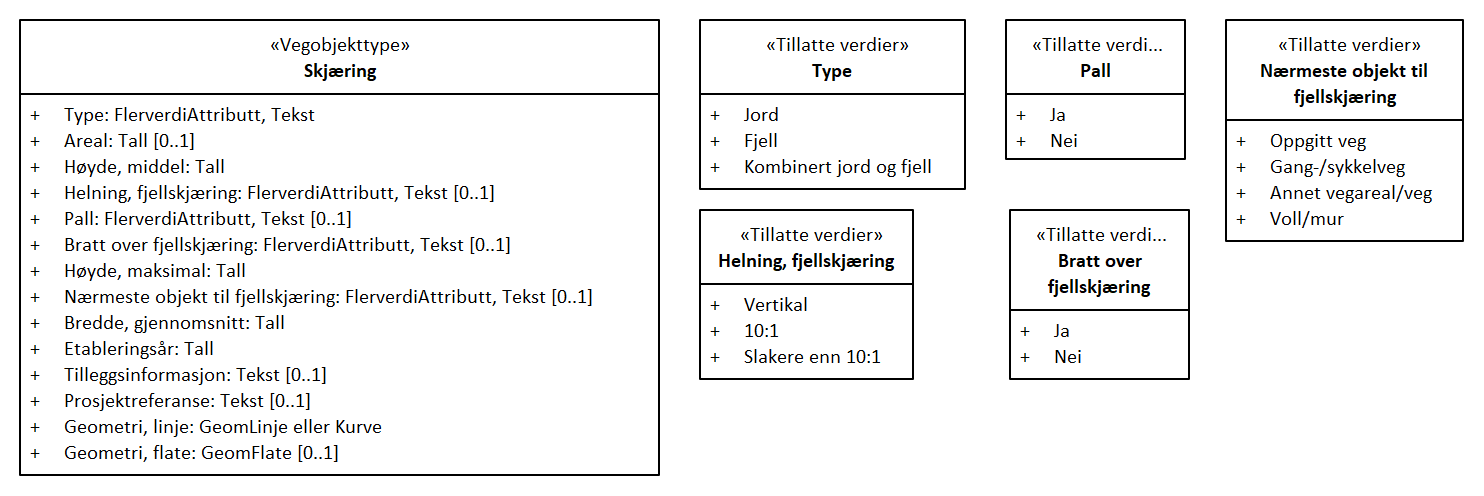 «Vegobjekttype»
Skjæring
+ Type: FlerverdiAttributt, Tekst
+ Areal: Tall [0..1]
+ Høyde, middel: Tall
+ Helning, fjellskjæring: FlerverdiAttributt, Tekst [0..1]
+ Pall: FlerverdiAttributt, Tekst [0..1]
+ Bratt over fjellskjæring: FlerverdiAttributt, Tekst [0..1]
+ Høyde, maksimal: Tall
+ Nærmeste objekt til fjellskjæring: FlerverdiAttributt, Tekst [0..1]
+ Bredde, gjennomsnitt: Tall
+ Etableringsår: Tall
+ Tilleggsinformasjon: Tekst [0..1]
+ Prosjektreferanse: Tekst [0..1]
+ Geometri, linje: GeomLinje eller Kurve
+ Geometri, flate: GeomFlate [0..1]
«Tillatte verdier»
Type
+ Jord
+ Fjell
+ Kombinert jord og fjell
«Tillatte verdi...
Pall
+ Ja
+ Nei
«Tillatte verdier»
Nærmeste objekt til
fjellskjæring
+ Oppgitt veg
+ Gang-/sykkelveg
+ Annet vegareal/veg
+ Voll/mur
«Tillatte verdier»
Helning, fjellskjæring
+ Vertikal
+ 10:1
+ Slakere enn 10:1
«Tillatte verdi...
Bratt over
fjellskjæring
+ Ja
+ Nei